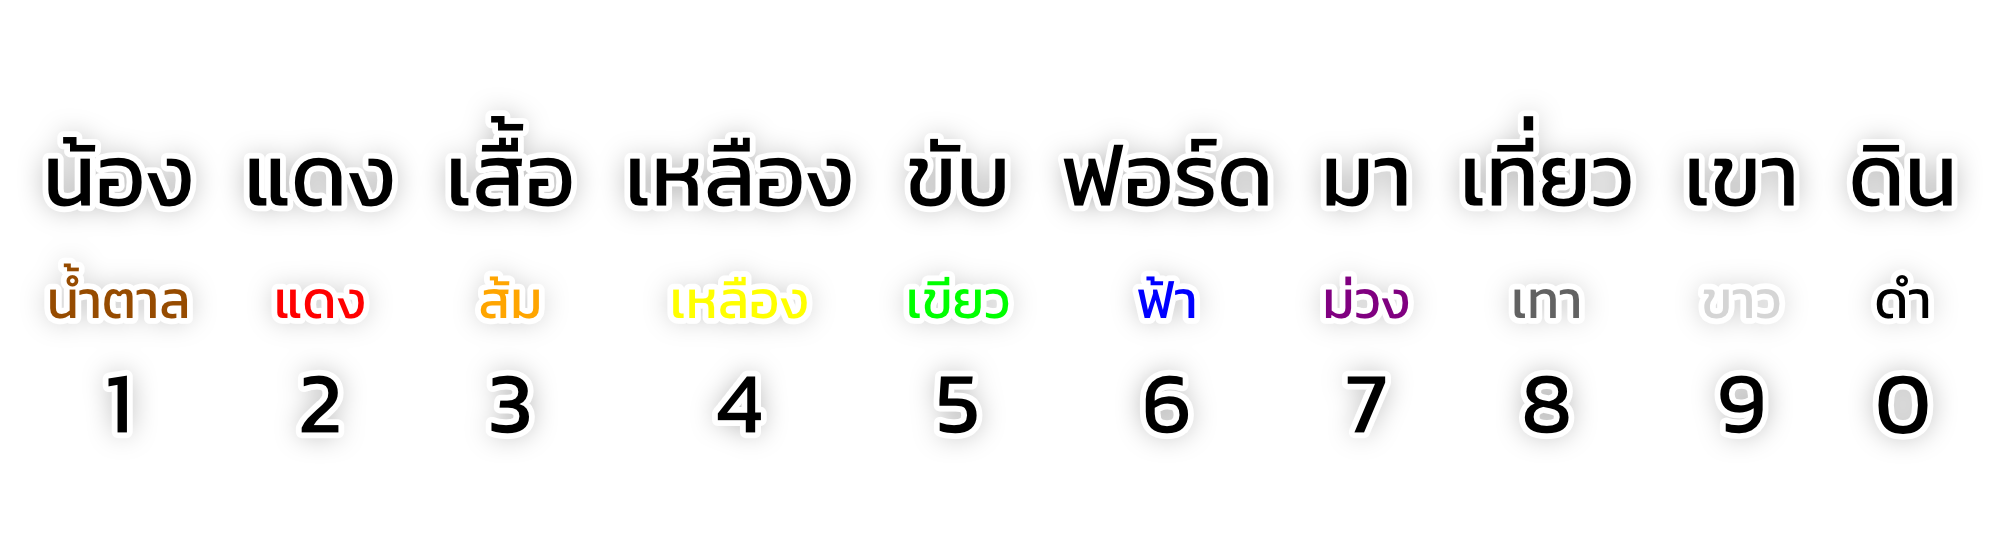 น้อง แดง เสื้อ เหลือง ขับ ฟอร์ด มา เที่ยว เขา ดิน
น้ำตาล แดง ส้ม เหลือง เขียว ฟ้า ม่วง เทา ขาว ดำ
1 2 3 4 5 6 7 8 9 0